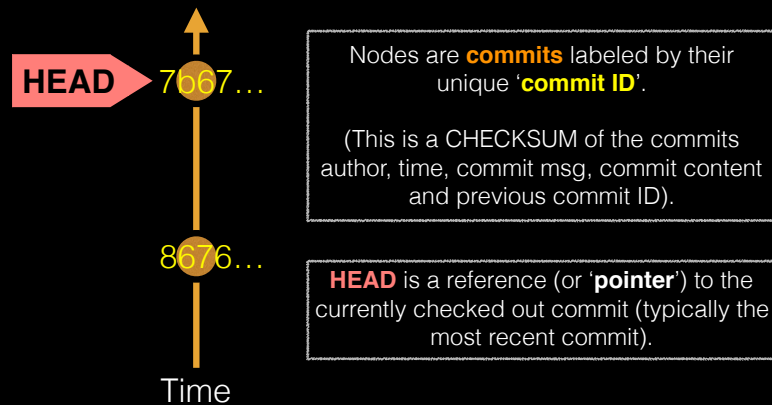 HEAD
7b67…
8676…
Time
Nodes are commits labeled by their
unique ‘commit ID’.
(This is a CHECKSUM of the commits
author, time, commit msg, commit content
and previous commit ID).
HEAD is a reference (or ‘pointer’) to the
currently checked out commit (typically the
most recent commit).